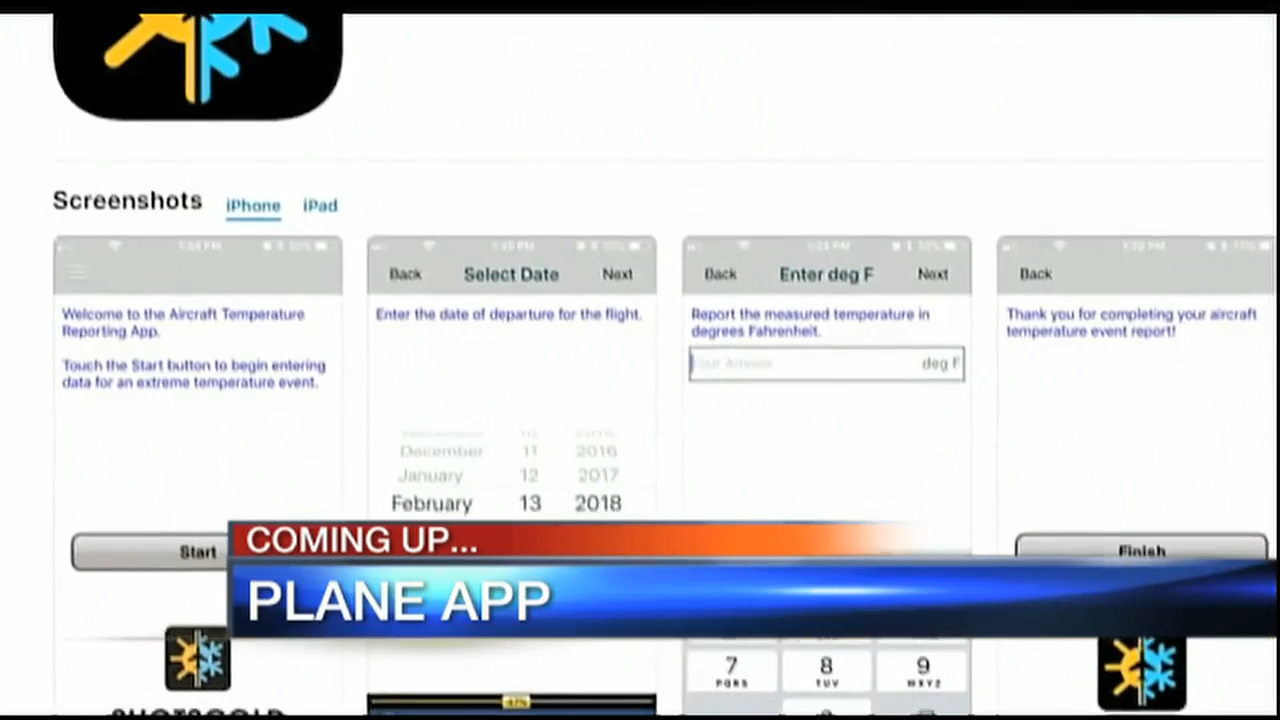 Screenshots iPhone iPad
Back Select Date Next
Back Enter deg F Next
Back
Welcome to the Aircraft Temperature
Reporting App.
Touch the Start button to begin entering
data for an extreme temperature event.
Start
Enter the date of departure for the flight.
December 11 2016
January 12 2017
February 13 2018
Report the measured temperature in
degrees Fahrenheit.
Your Answer deg F
7 8 9
PQRS TUV WXYZ
Thank you for completing your aircraft
temperature event report!
Finish
COMING UP...
PLANE APP